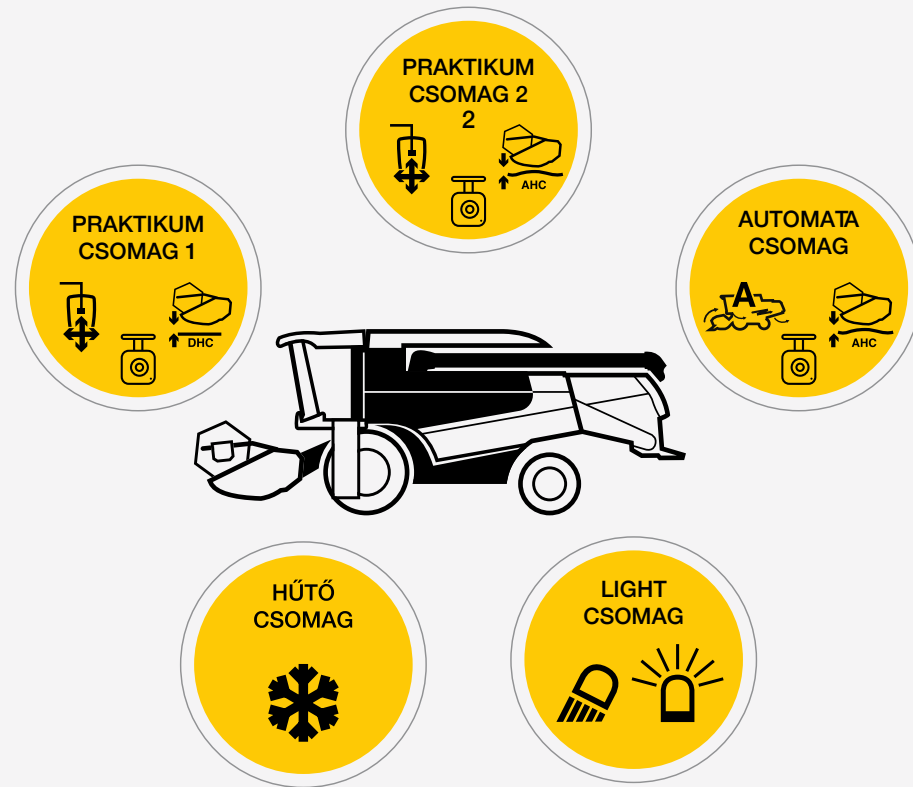 PRAKTIKUM
CSOMAG 2
2
AHC
PRAKTIKUM
CSOMAG 1
DHC
AUTOMATA
CSOMAG
A
AHC
HŰTŐ
CSOMAG
LIGHT
CSOMAG